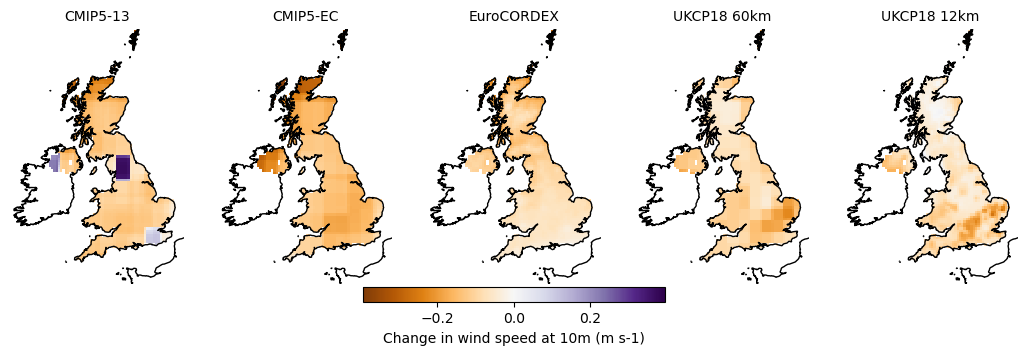 CMIP5-13
CMIP5-EC
EuroCORDEX
UKCP18 60km
UKCP18 12km
−0.2
0.0
0.2
Change in wind speed at 10m (m s-1)